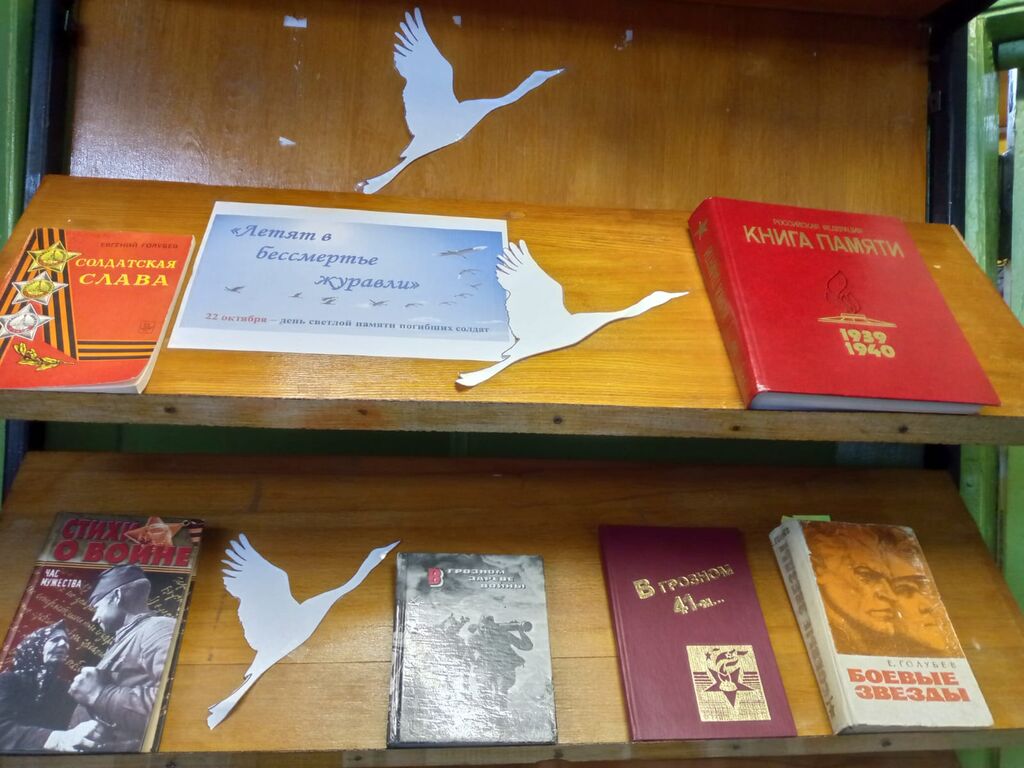 ЕВГЕНИЙ ГОЛУБЕВ
СОЛДАТСКАЯ
СЛАВА
«Летят в
бессмертье
журавли»
22 октября – день светлой памяти погибших солдат
РОССИЙСКАЯ ФЕДЕРАЦИЯ
КНИГА ПАМЯТИ
1939
1940
СТИХИ
О ВОЙНЕ
ЧАС
МУЖЕСТВА
В ГРОЗНОМ
ЗАРЕВЕ
ВОЙНЫ
В ГРОЗНОМ
41-м...
Е. ГОЛУБЕВ
БОЕВЫЕ
ЗВЕЗДЫ